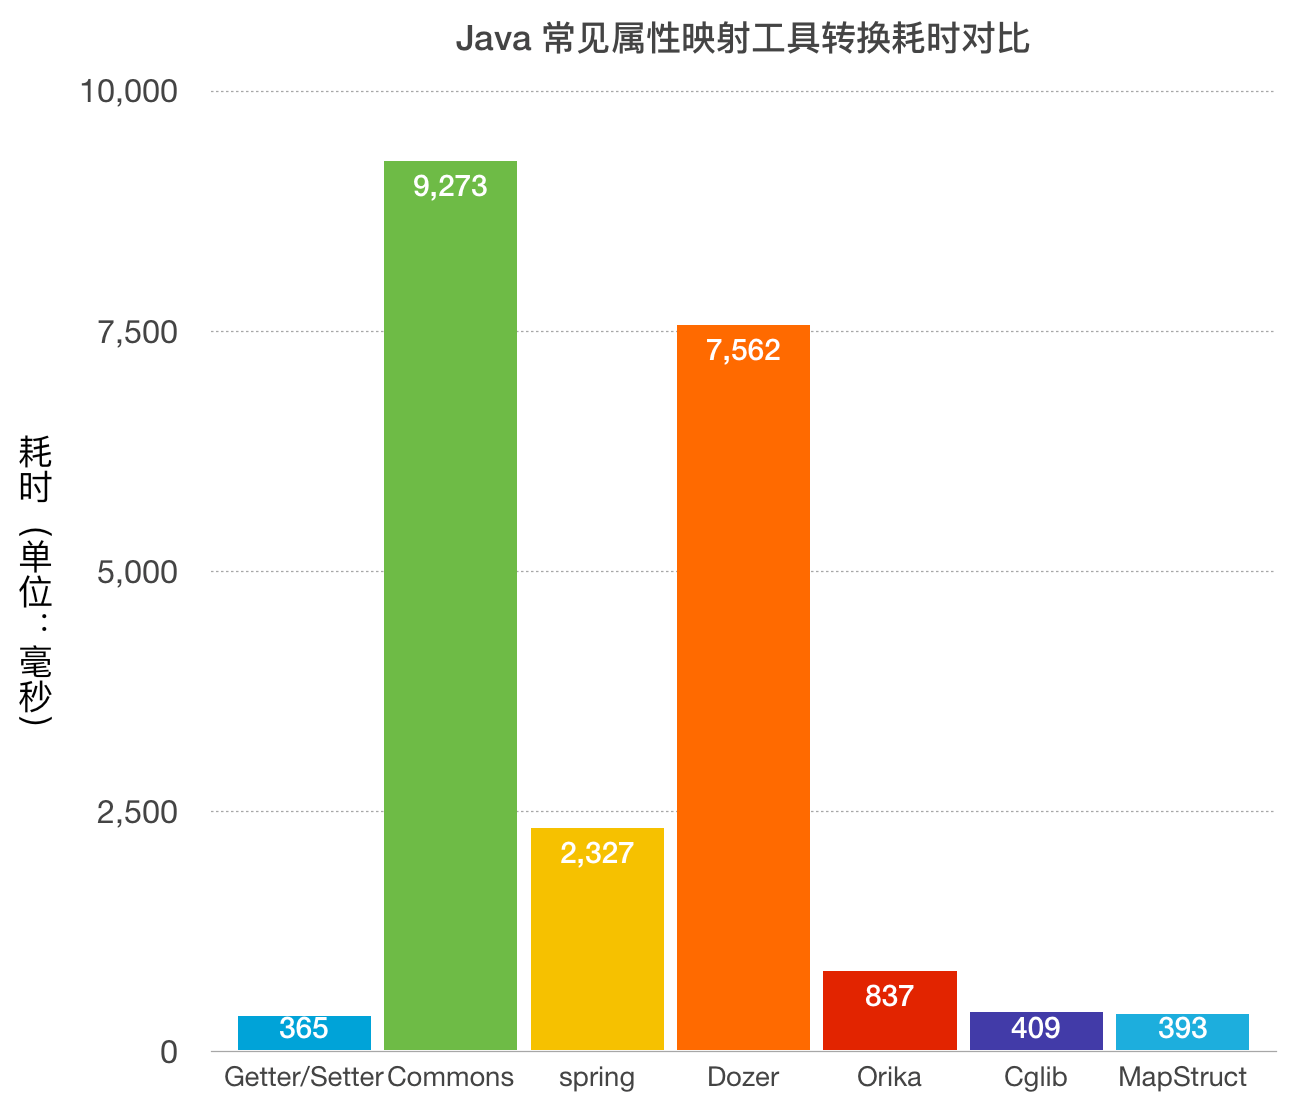 Java 常见属性映射工具转换耗时对比
10,000
7,500
5,000
2,500
0
耗时（单位：毫秒）
365
9,273
2,327
7,562
837
409
393
Getter/Setter
Commons
spring
Dozer
Orika
Cglib
MapStruct